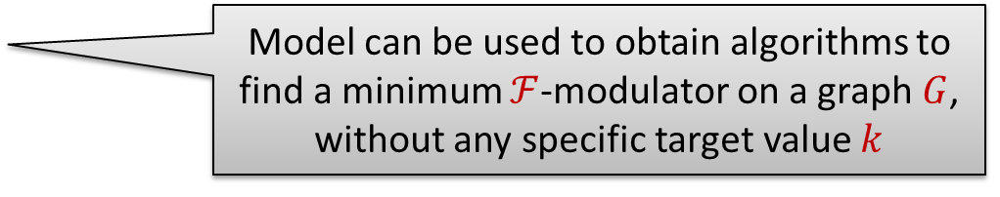 Model can be used to obtain algorithms to
find a minimum ℱ-modulator on a graph 𝐺,
without any specific target value 𝑘